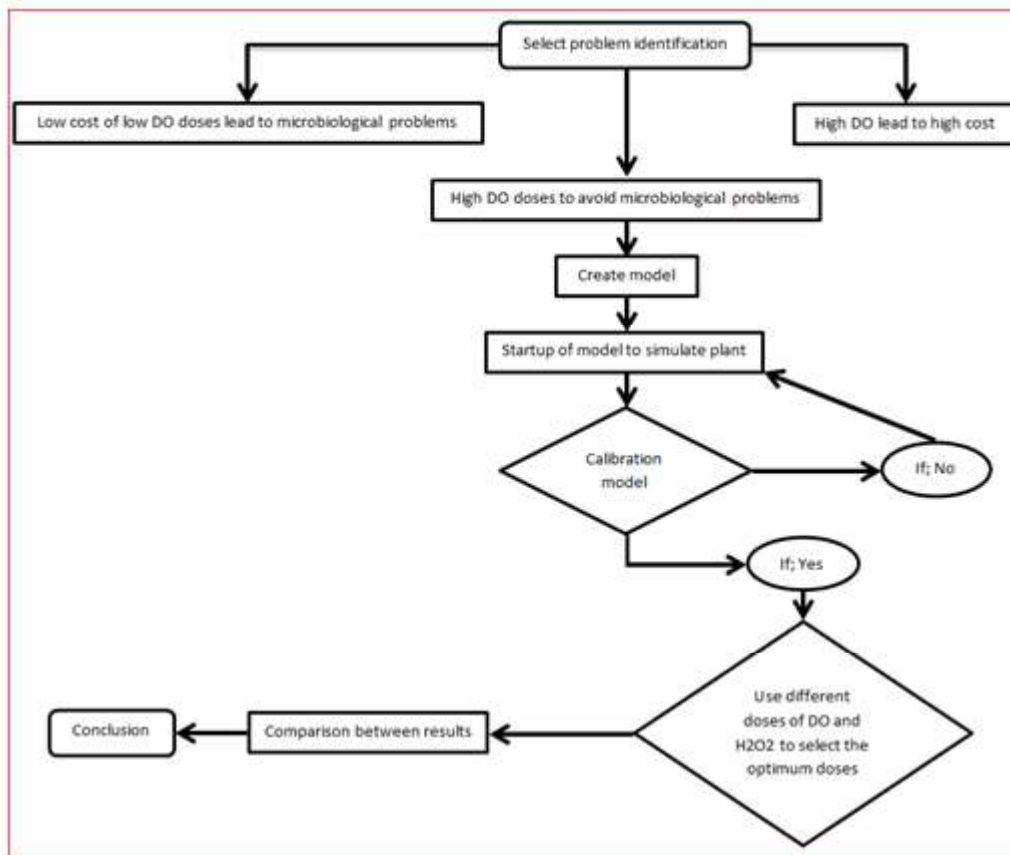 Select problem identification
Low cost of low DO doses lead to microbiological problems
High DO lead to high cost
High DO doses to avoid microbiological problems
Create model
Startup of model to simulate plant
Calibration
model
If; No
If; Yes
Use different
doses of DO and
H2O2 to select the
optimum doses
Comparison between results
Conclusion